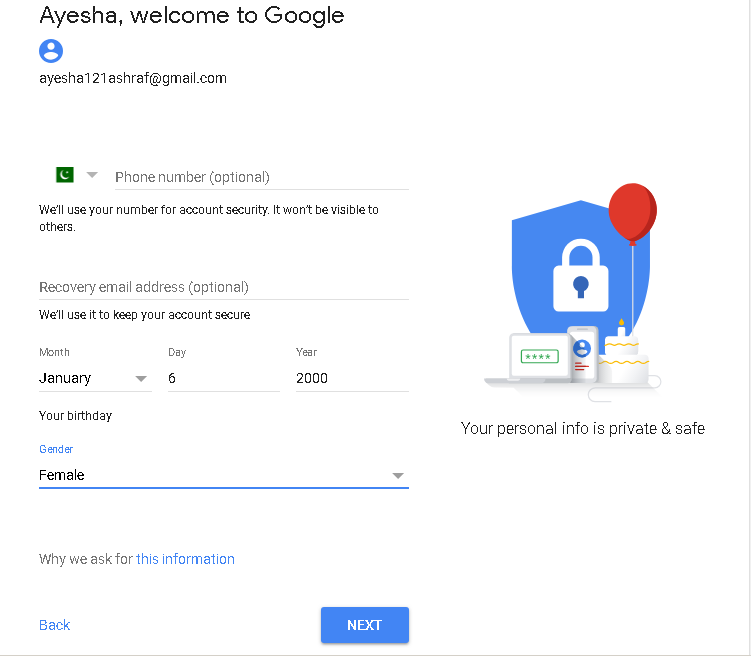 Ayesha, welcome to Google
ayesha121ashraf@gmail.com
Phone number (optional)
We'll use your number for account security. It won't be visible to
others.
Recovery email address (optional)
We'll use it to keep your account secure
Month Day Year
January 6 2000
Your birthday
Gender
Female
Why we ask for this information
Back NEXT
****
Your personal info is private & safe